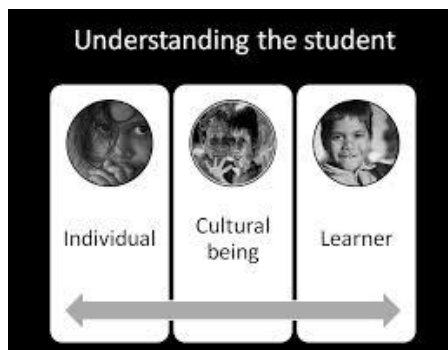 Understanding the student
Individual
Cultural
being
Learner